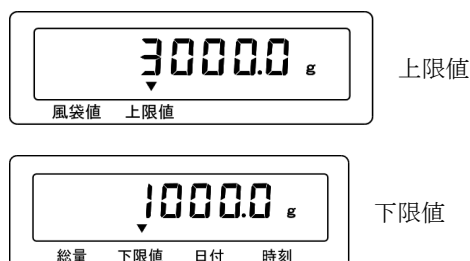 3000.0 g
上限値
風袋値 上限値
1000.0 g
下限値
総量 下限値 日付 時刻